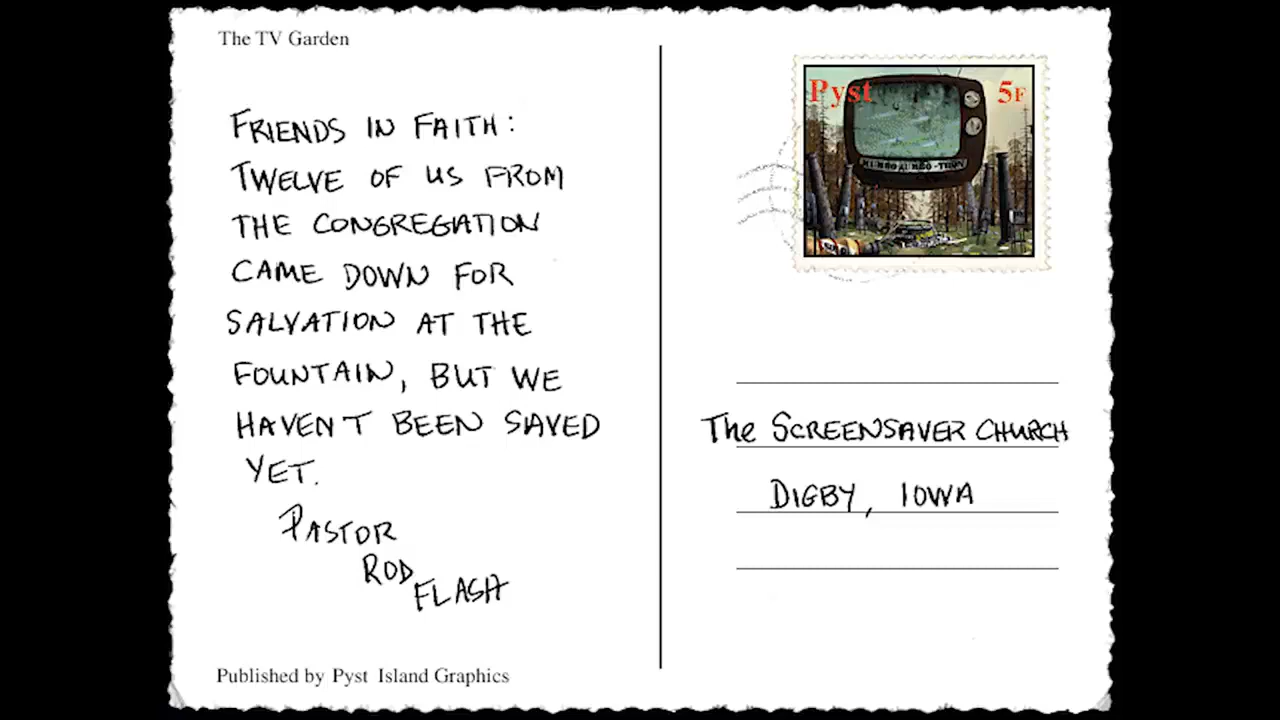 The TV Garden
FRIENDS IN FAITH:
TWELVE OF US FROM
THE CONGREGATION
CAME DOWN FOR
SALVATION AT THE
FOUNTAIN, BUT WE
HAVEN'T BEEN SAVED
YET.
PASTOR
ROD
FLASH
Published by Pyst Island Graphics
Pyst 5F
The SCREENSAVER CHURCH
DIGBY, IOWA